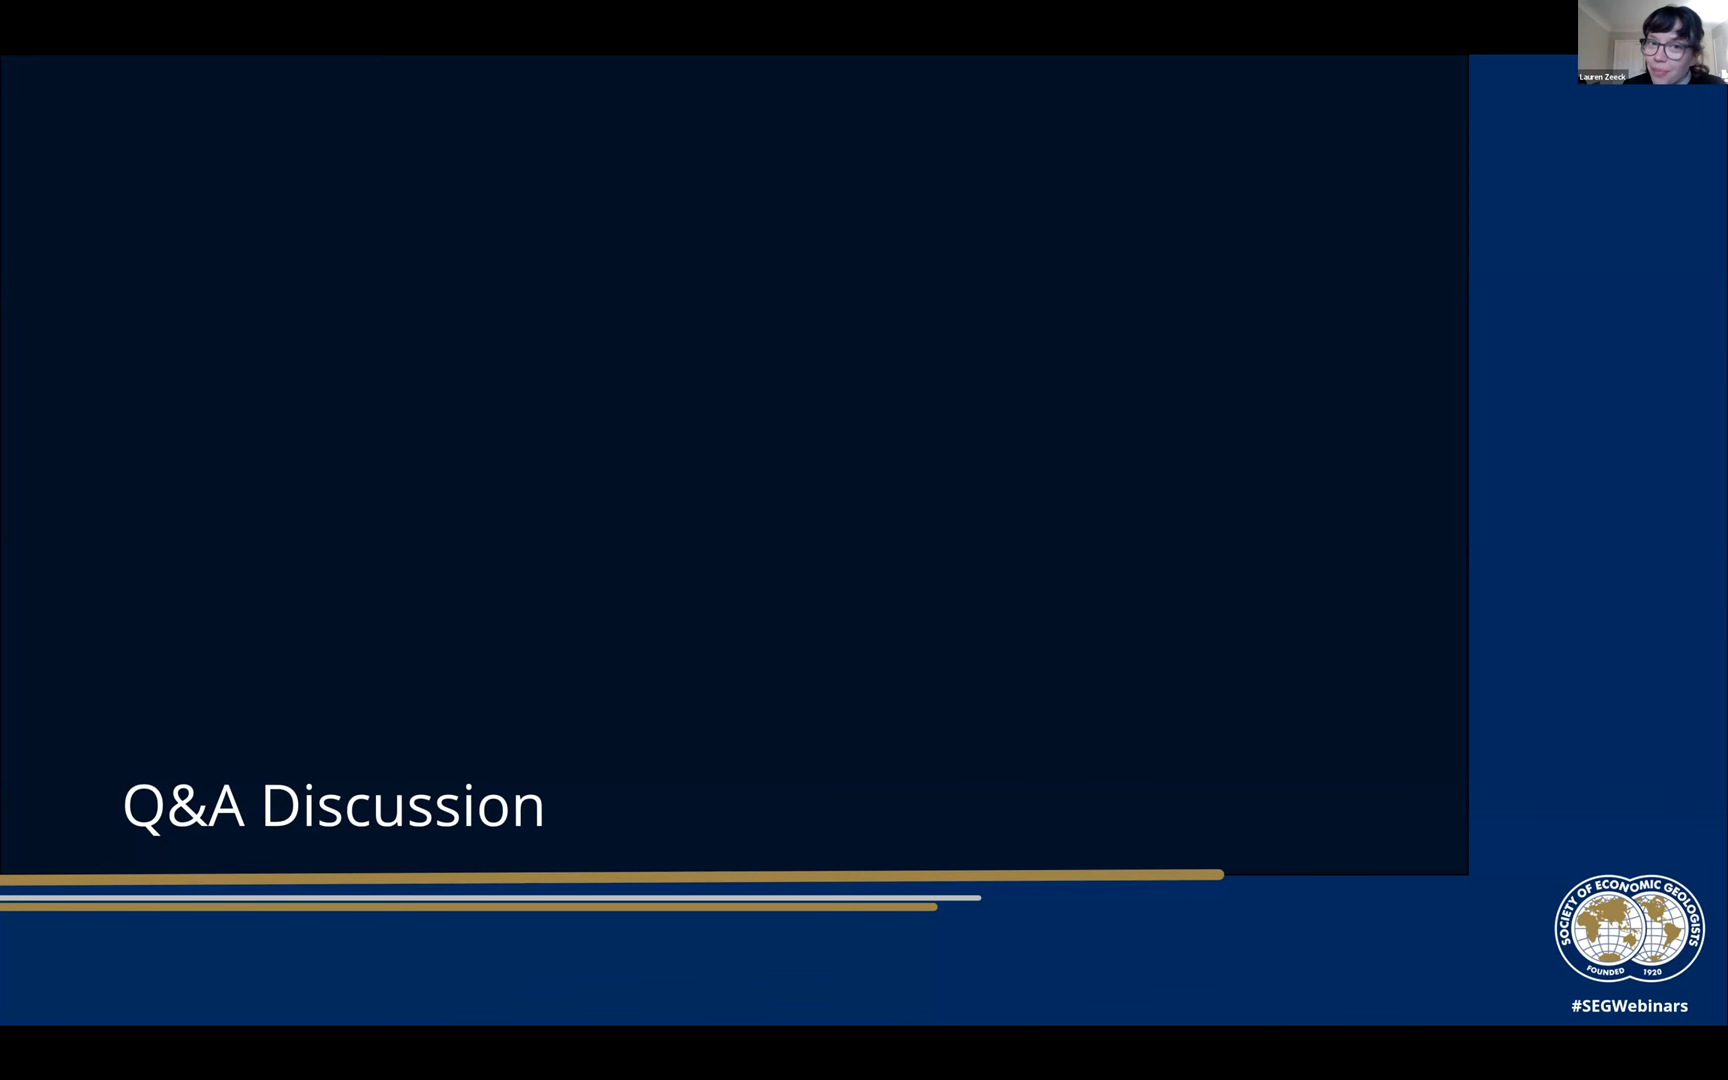 Lauren Zeeck
Q&A Discussion
SOCIETY OF ECONOMIC GEOLOGISTS
FOUNDED 1920
#SEGWebinars